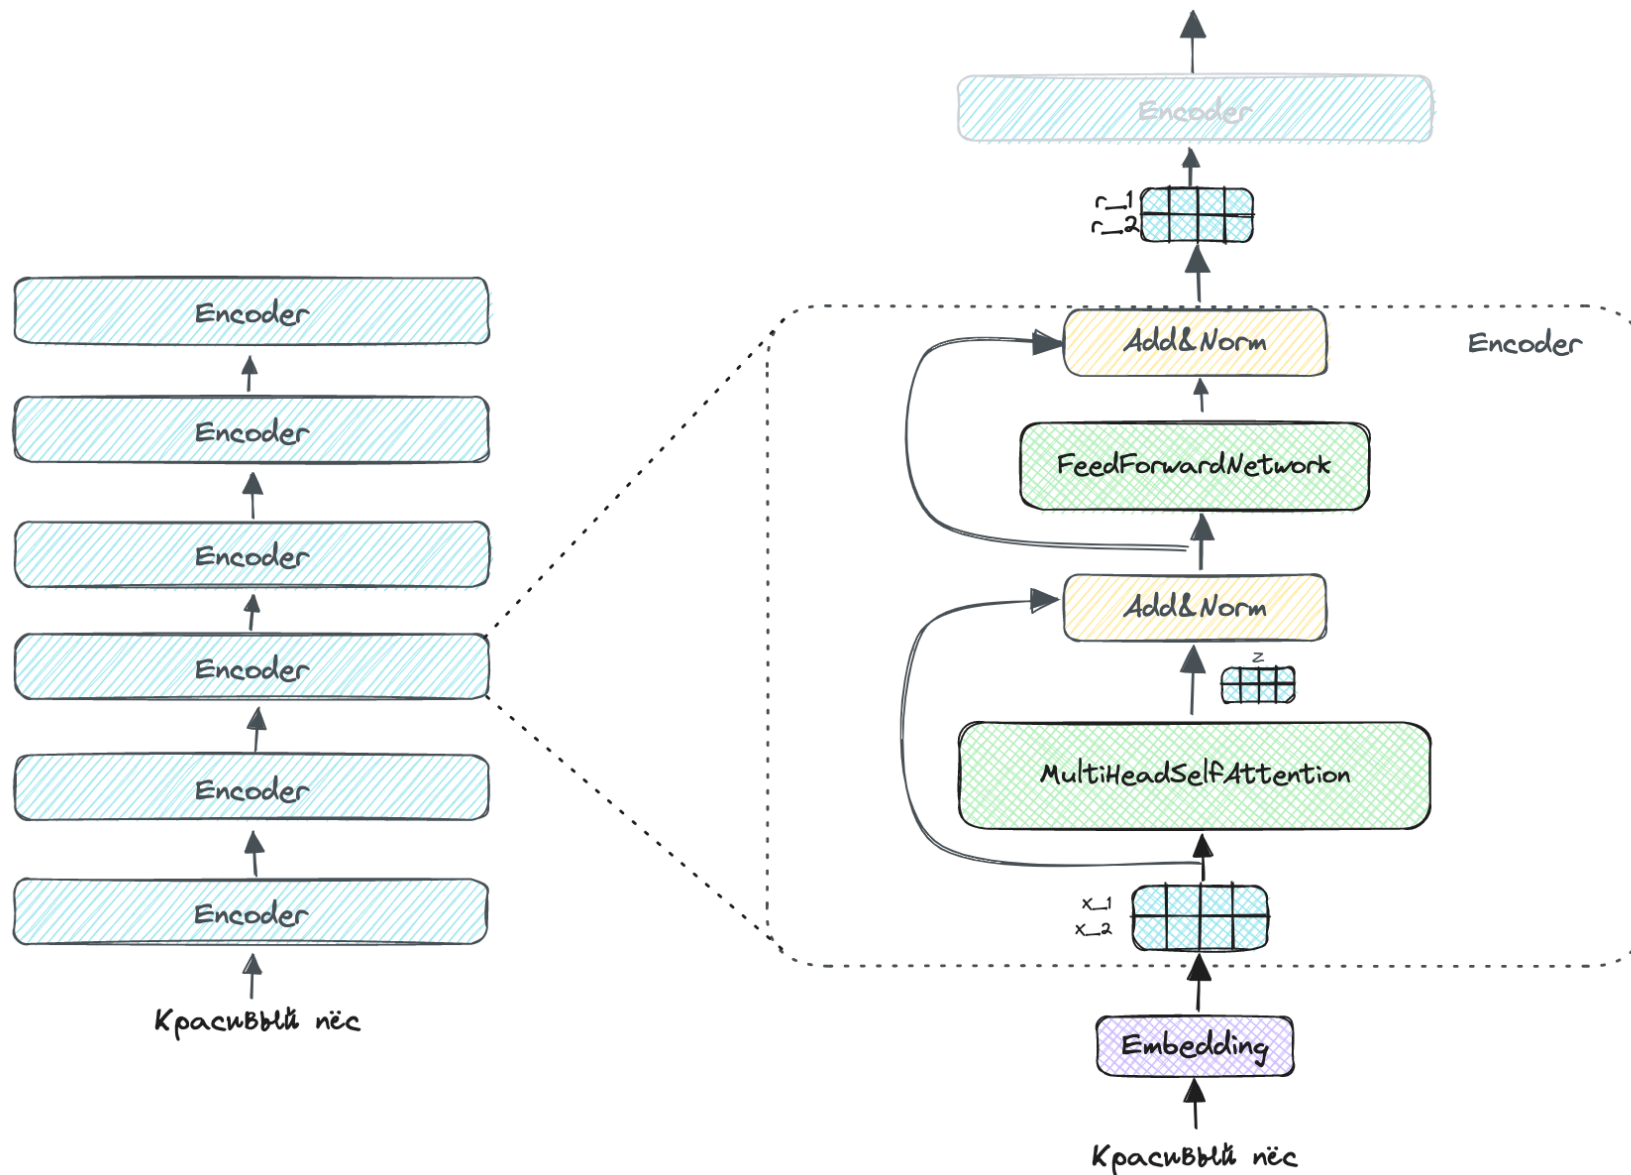 Encoder
Encoder
Encoder
Encoder
Encoder
Encoder
Красивый пёс
Encoder
r_1
r_2
Add&Norm
Encoder
FeedForwardNetwork
Add&Norm
z
MultiHeadSelfAttention
x_1
x_2
Embedding
Красивый пёс